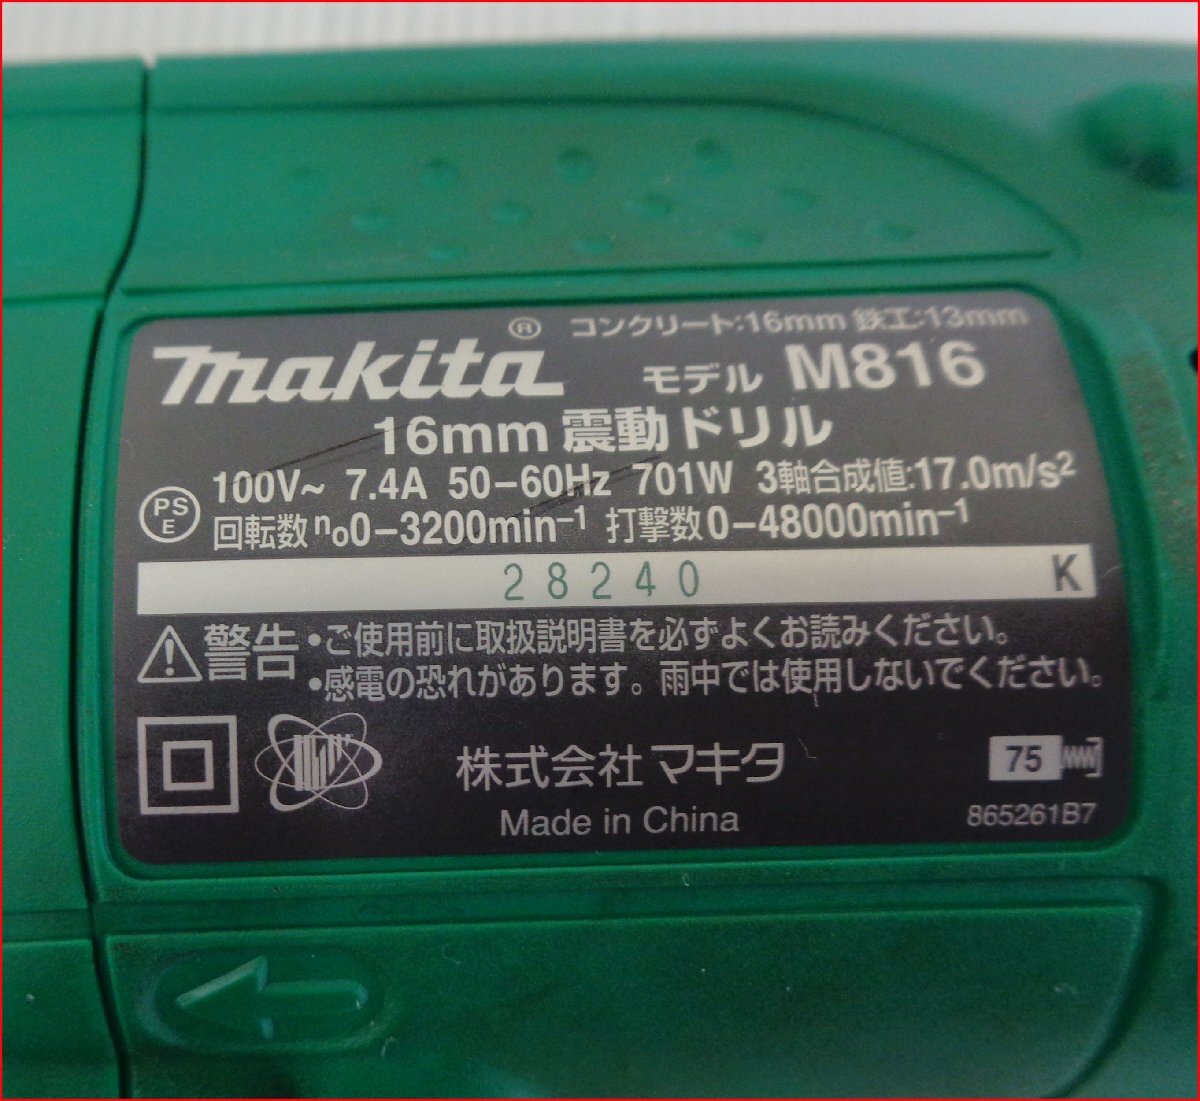 コンクリート:16mm 鉄工:13mm
makita® モデル M816
16mm 震動ドリル
PS E 100V~ 7.4A 50-60Hz 701W 3軸合成値:17.0m/s²
回転数 no0-3200min⁻¹ 打撃数 0-48000min⁻¹
28240 K
警告 •ご使用前に取扱説明書を必ずよくお読みください。
•感電の恐れがあります。雨中では使用しないでください。
株式会社 マキタ 75
Made in China 865261B7